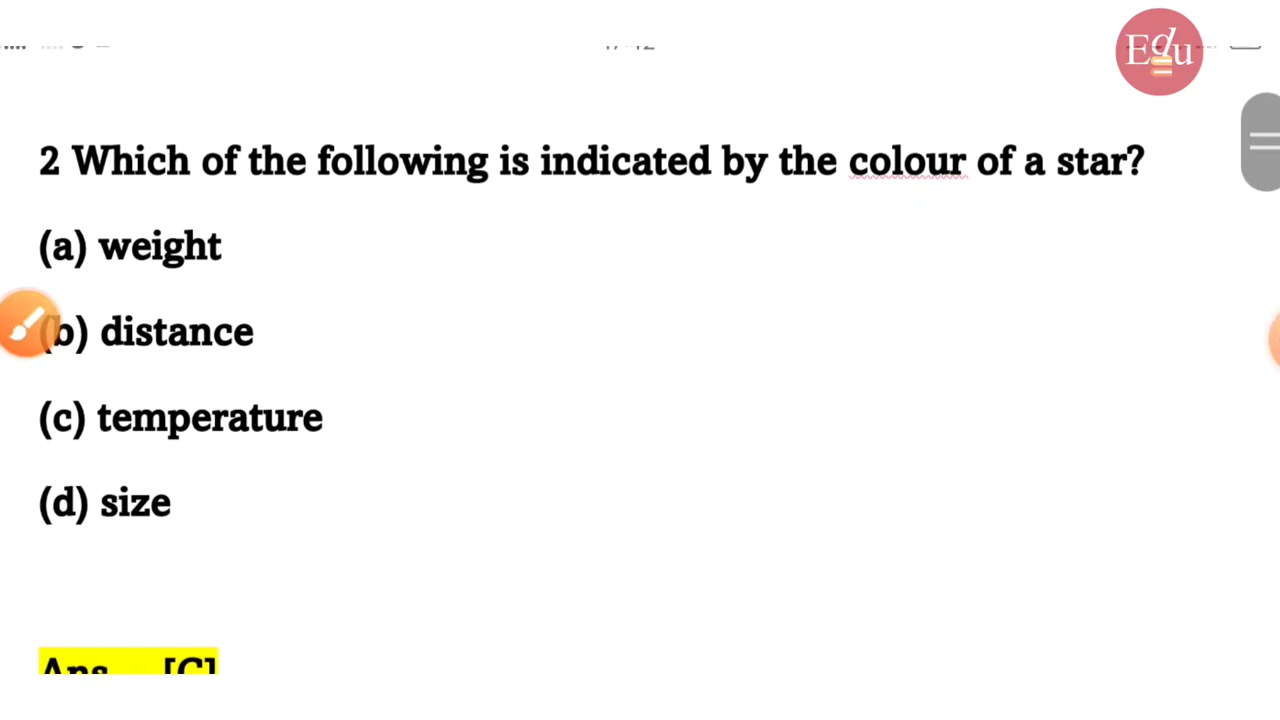 Edu
2 Which of the following is indicated by the colour of a star?
(a) weight
(b) distance
(c) temperature
(d) size
Ans [C]